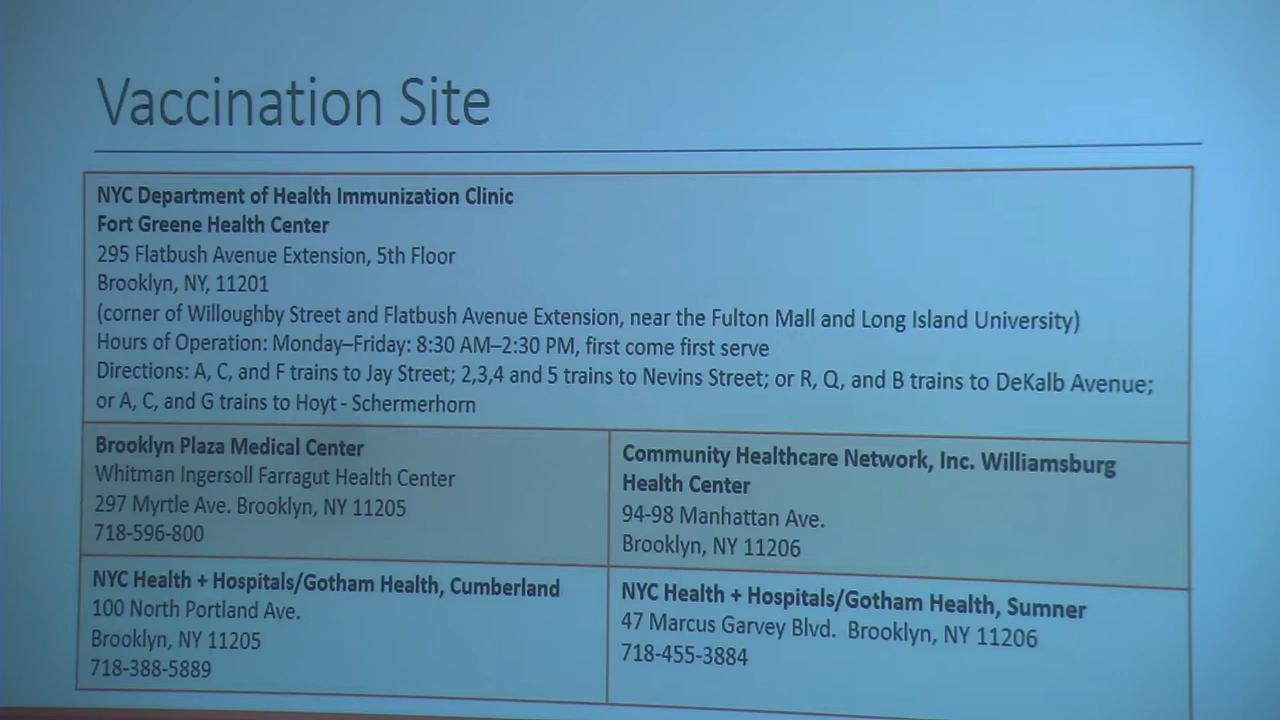 Vaccination Site
NYC Department of Health Immunization Clinic
Fort Greene Health Center
295 Flatbush Avenue Extension, 5th Floor
Brooklyn, NY, 11201
(corner of Willoughby Street and Flatbush Avenue Extension, near the Fulton Mall and Long Island University)
Hours of Operation: Monday–Friday: 8:30 AM–2:30 PM, first come first serve
Directions: A, C, and F trains to Jay Street; 2,3,4 and 5 trains to Nevins Street; or R, Q, and B trains to DeKalb Avenue;
or A, C, and G trains to Hoyt - Schermerhorn
Brooklyn Plaza Medical Center
Whitman Ingersoll Farragut Health Center
297 Myrtle Ave. Brooklyn, NY 11205
718-596-800
Community Healthcare Network, Inc. Williamsburg
Health Center
94-98 Manhattan Ave.
Brooklyn, NY 11206
NYC Health + Hospitals/Gotham Health, Cumberland
100 North Portland Ave.
Brooklyn, NY 11205
718-388-5889
NYC Health + Hospitals/Gotham Health, Sumner
47 Marcus Garvey Blvd.  Brooklyn, NY 11206
718-455-3884